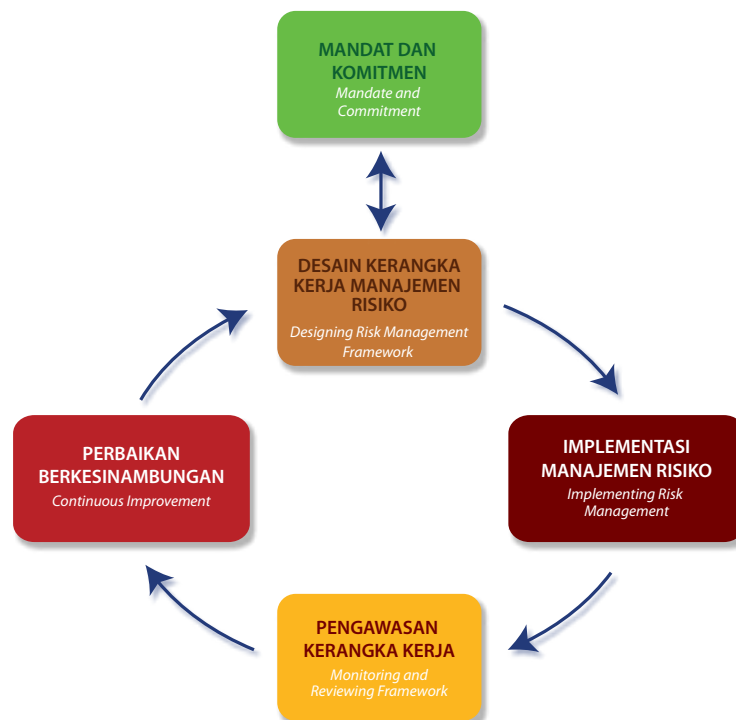 MANDAT DAN
KOMITMEN
Mandate and
Commitment
DESAIN KERANGKA
KERJA MANAJEMEN
RISIKO
Designing Risk Management
Framework
PERBAIKAN
BERKESINAMBUNGAN
Continuous Improvement
IMPLEMENTASI
MANAJEMEN RISIKO
Implementing Risk
Management
PENGAWASAN
KERANGKA KERJA
Monitoring and
Reviewing Framework